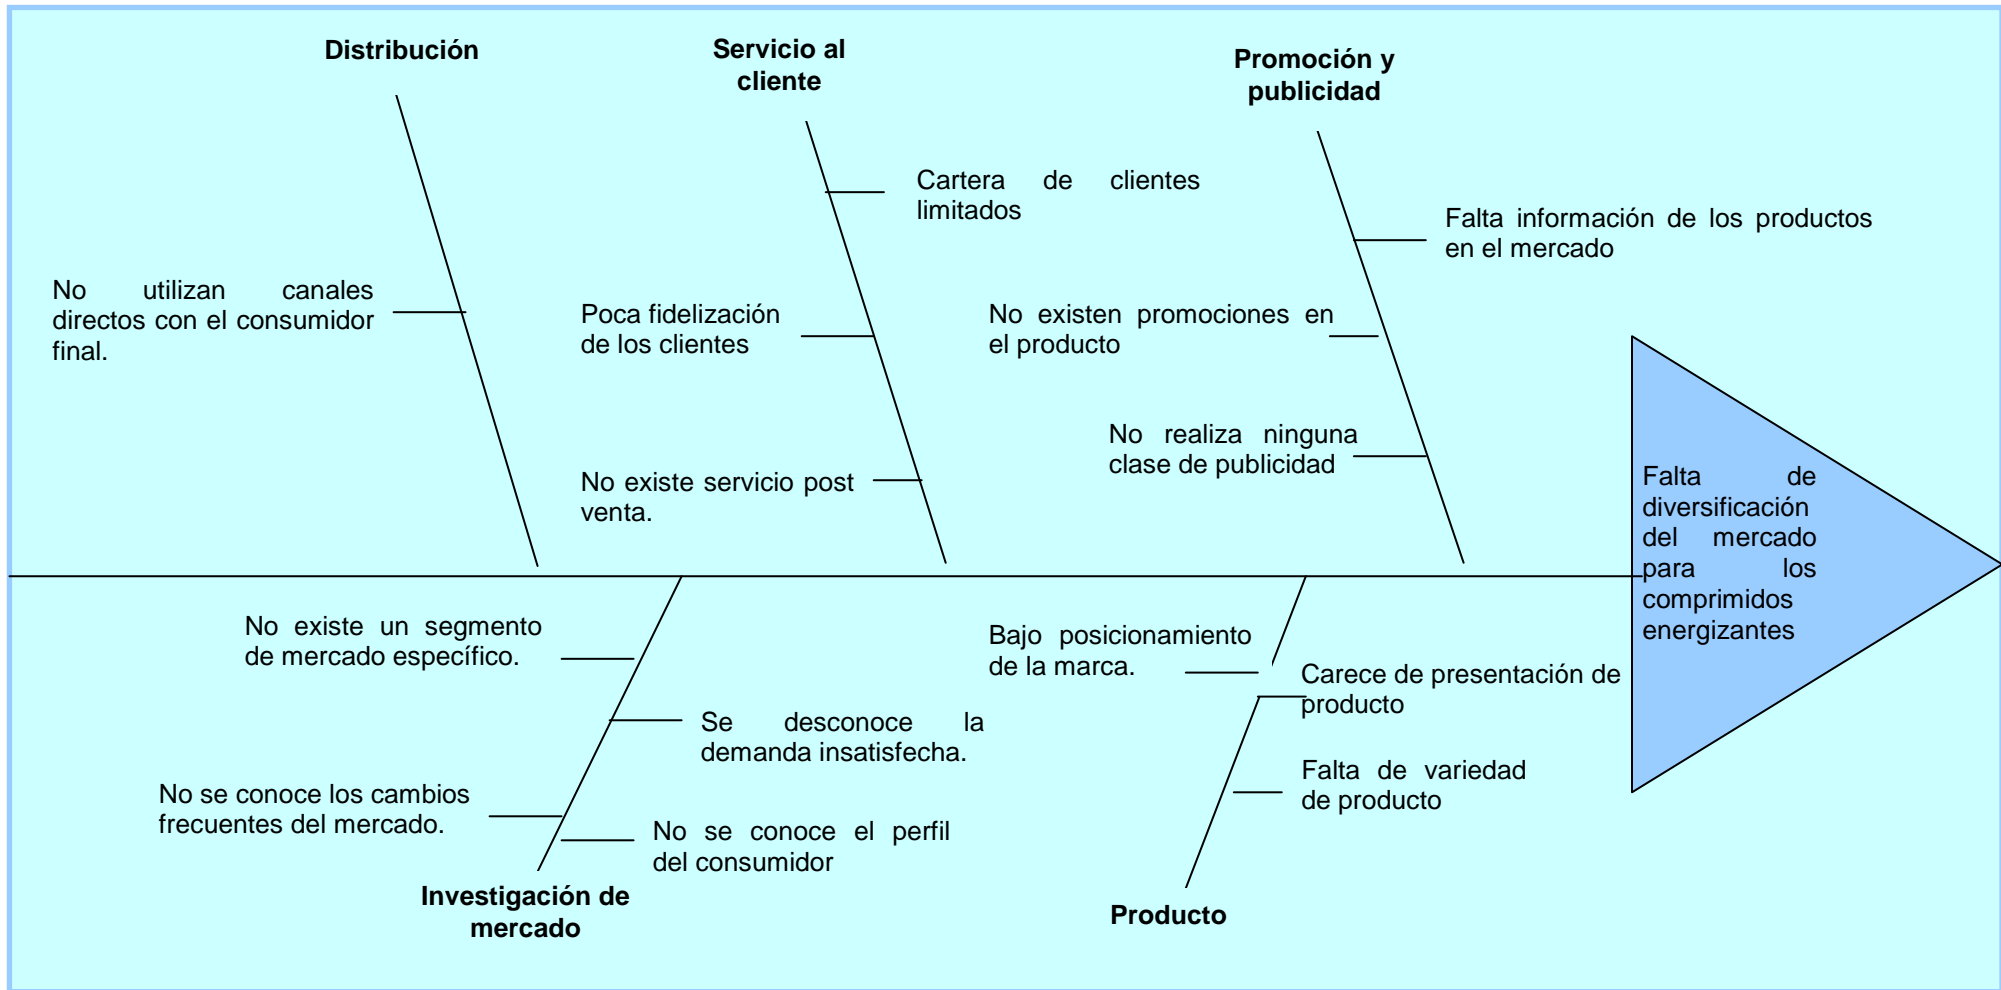 Distribución
Servicio al
cliente
Promoción y
publicidad
Cartera de clientes
limitados
Falta información de los productos
en el mercado
No utilizan canales
directos con el consumidor
final.
Poca fidelización
de los clientes
No existen promociones en
el producto
No realiza ninguna
clase de publicidad
No existe servicio post
venta.
Falta de
diversificación
del mercado
para los
comprimidos
energizantes
No existe un segmento
de mercado específico.
Bajo posicionamiento
de la marca.
Carece de presentación de
producto
Se desconoce la
demanda insatisfecha.
Falta de variedad
de producto
No se conoce los cambios
frecuentes del mercado.
No se conoce el perfil
del consumidor
Investigación de
mercado
Producto